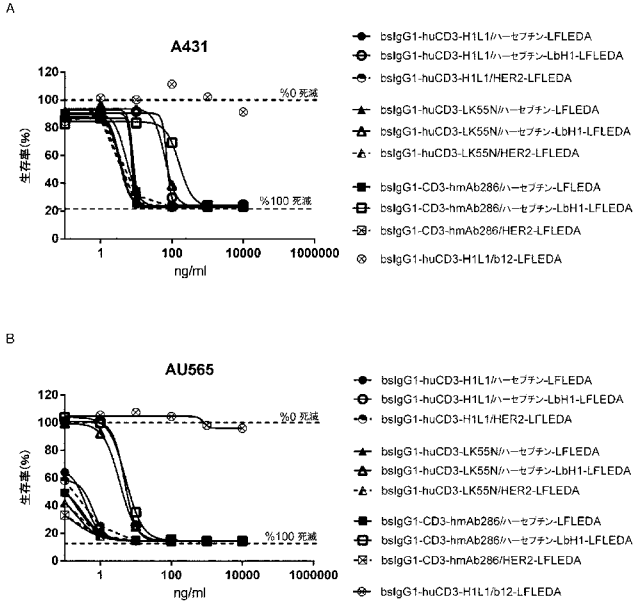 A
A431
120
100
80
60
40
20
0
生存率(%)
%0 死滅
%100 死滅
1
100
10000
1000000
ng/ml
bsIgG1-huCD3-H1L1/ハーセプチン-LFLEDA
bsIgG1-huCD3-H1L1/ハーセプチン-LbH1-LFLEDA
bsIgG1-huCD3-H1L1/HER2-LFLEDA
bsIgG1-huCD3-LK55N/ハーセプチン-LFLEDA
bsIgG1-huCD3-LK55N/ハーセプチン-LbH1-LFLEDA
bsIgG1-huCD3-LK55N/HER2-LFLEDA
bsIgG1-CD3-hmAb286/ハーセプチン-LFLEDA
bsIgG1-CD3-hmAb286/ハーセプチン-LbH1-LFLEDA
bsIgG1-CD3-hmAb286/HER2-LFLEDA
bsIgG1-huCD3-H1L1/b12-LFLEDA
B
AU565
120
100
80
60
40
20
0
生存率(%)
%0 死滅
%100 死滅
1
100
10000
1000000
ng/ml
bsIgG1-huCD3-H1L1/ハーセプチン-LFLEDA
bsIgG1-huCD3-H1L1/ハーセプチン-LbH1-LFLEDA
bsIgG1-huCD3-H1L1/HER2-LFLEDA
bsIgG1-huCD3-LK55N/ハーセプチン-LFLEDA
bsIgG1-huCD3-LK55N/ハーセプチン-LbH1-LFLEDA
bsIgG1-huCD3-LK55N/HER2-LFLEDA
bsIgG1-CD3-hmAb286/ハーセプチン-LFLEDA
bsIgG1-CD3-hmAb286/ハーセプチン-LbH1-LFLEDA
bsIgG1-CD3-hmAb286/HER2-LFLEDA
bsIgG1-huCD3-H1L1/b12-LFLEDA